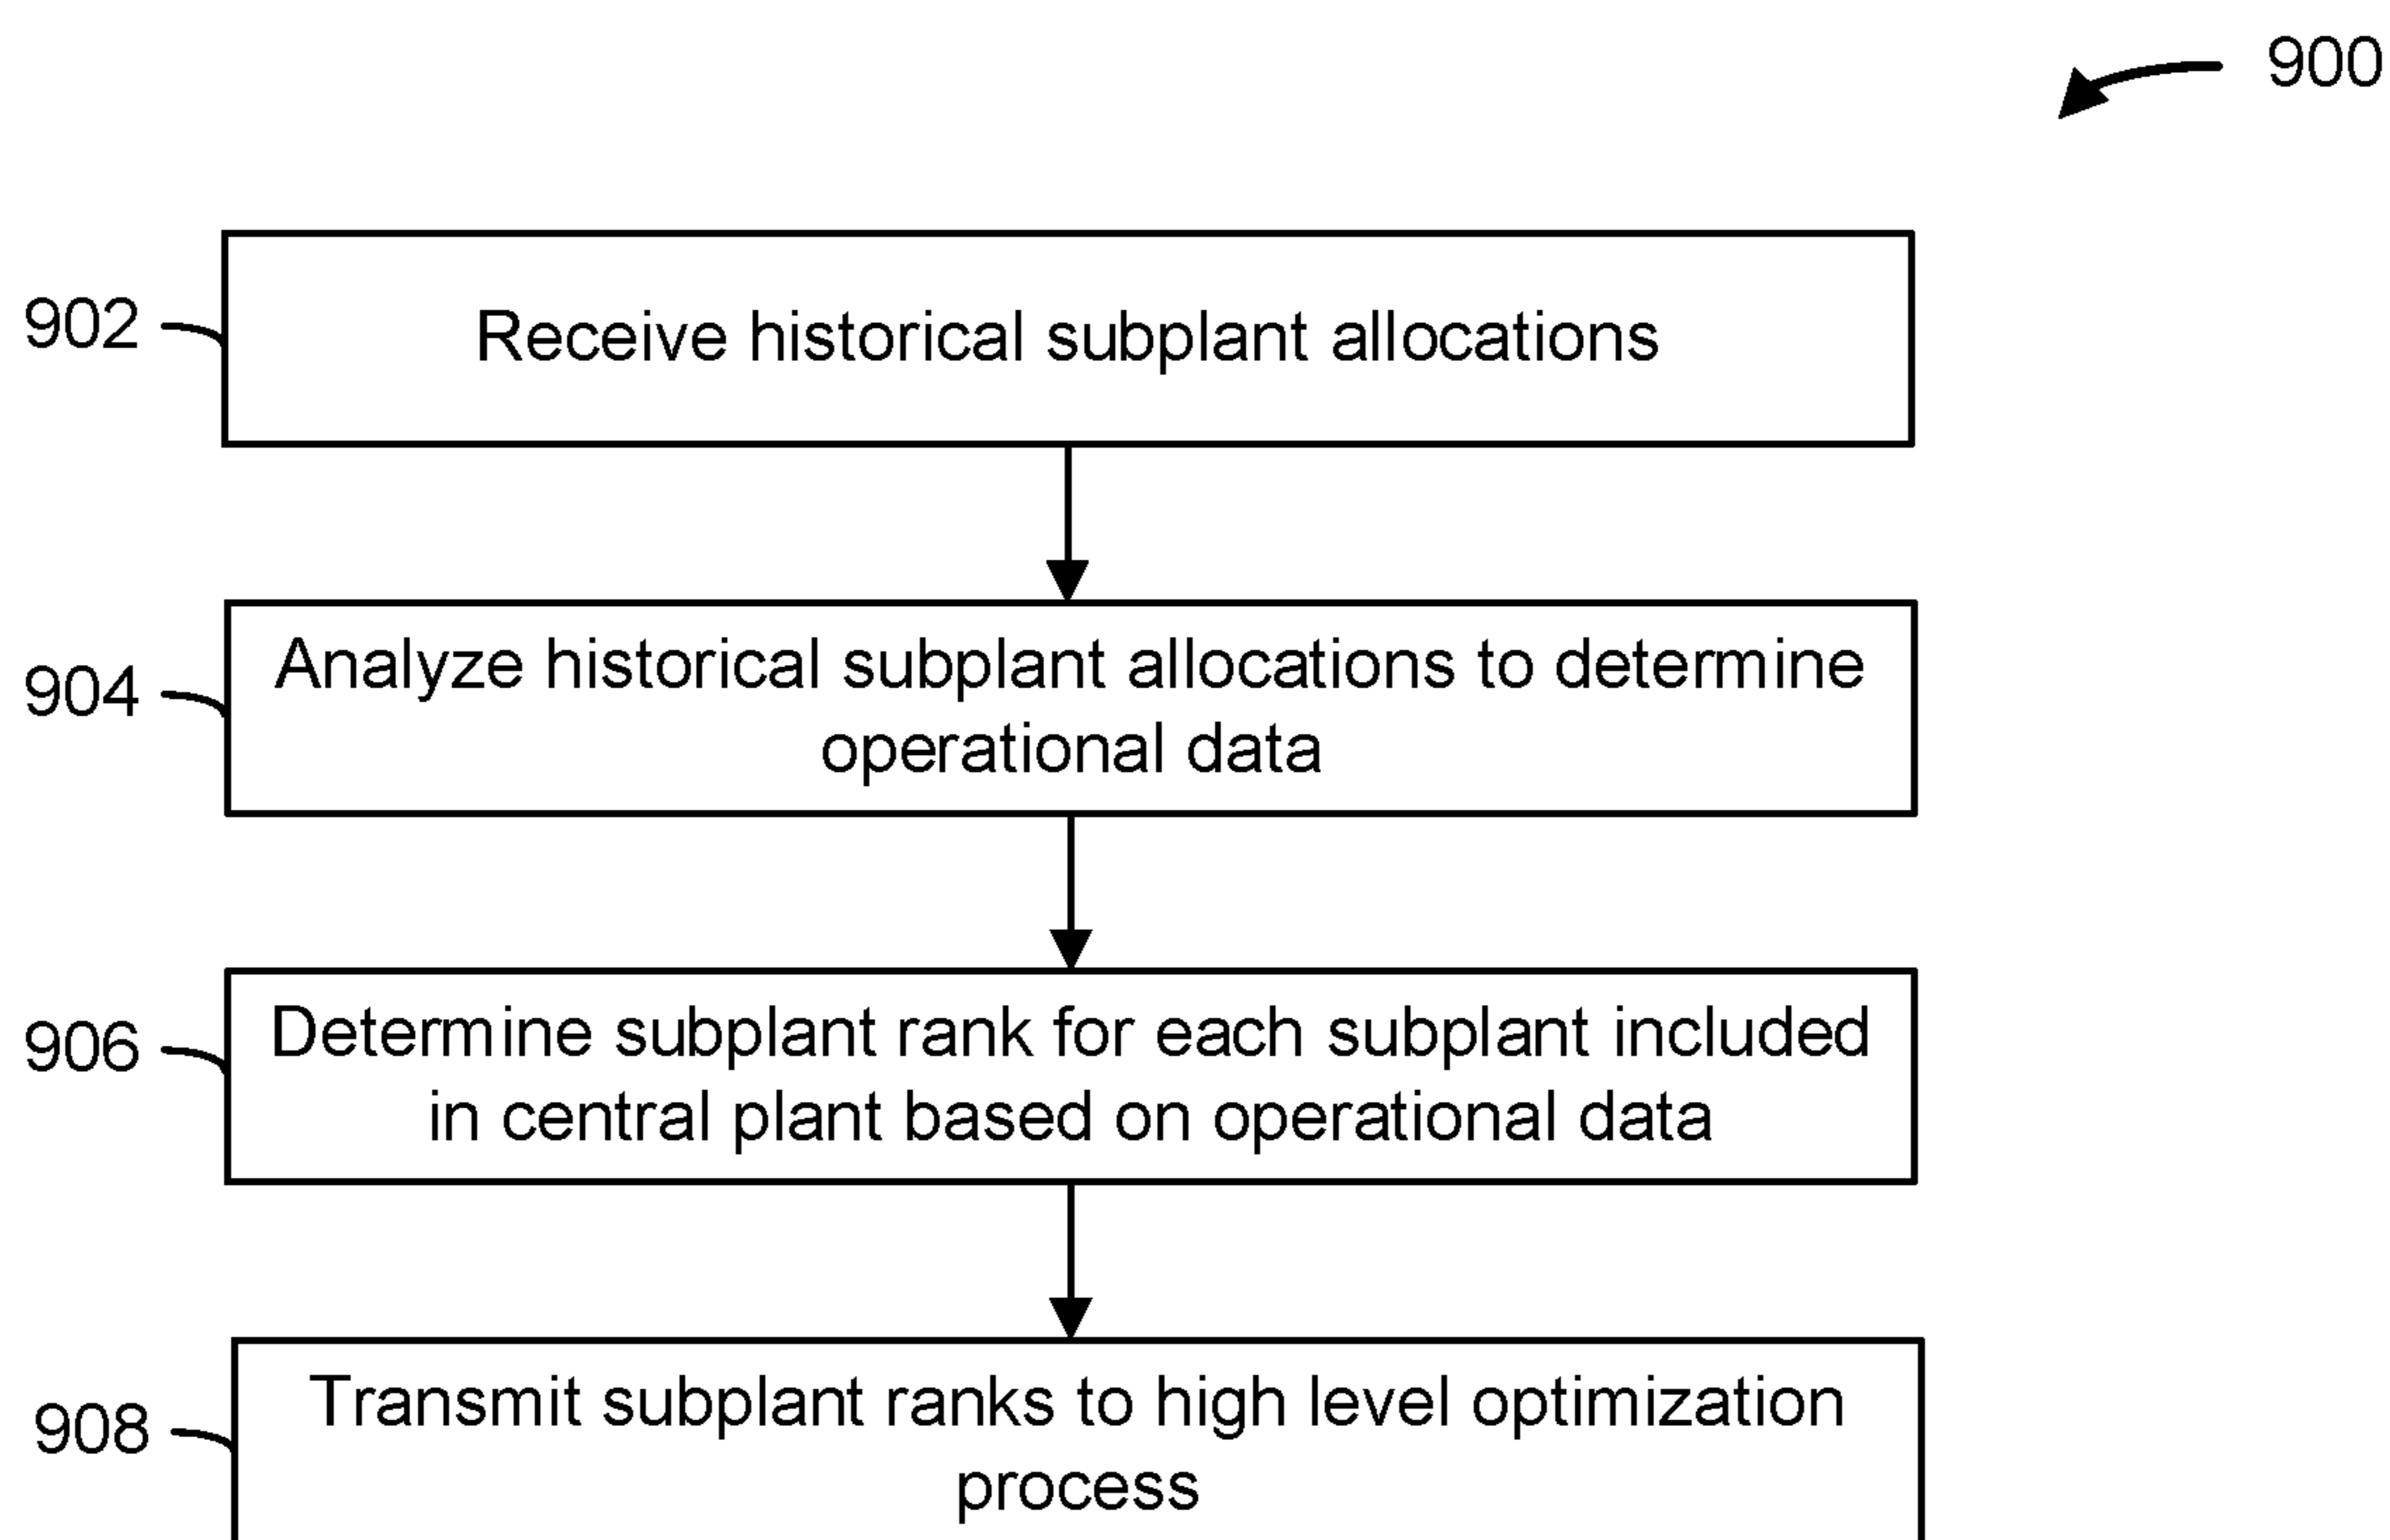 900
902
Receive historical subplant allocations
904
Analyze historical subplant allocations to determine
operational data
906
Determine subplant rank for each subplant included
in central plant based on operational data
908
Transmit subplant ranks to high level optimization
process